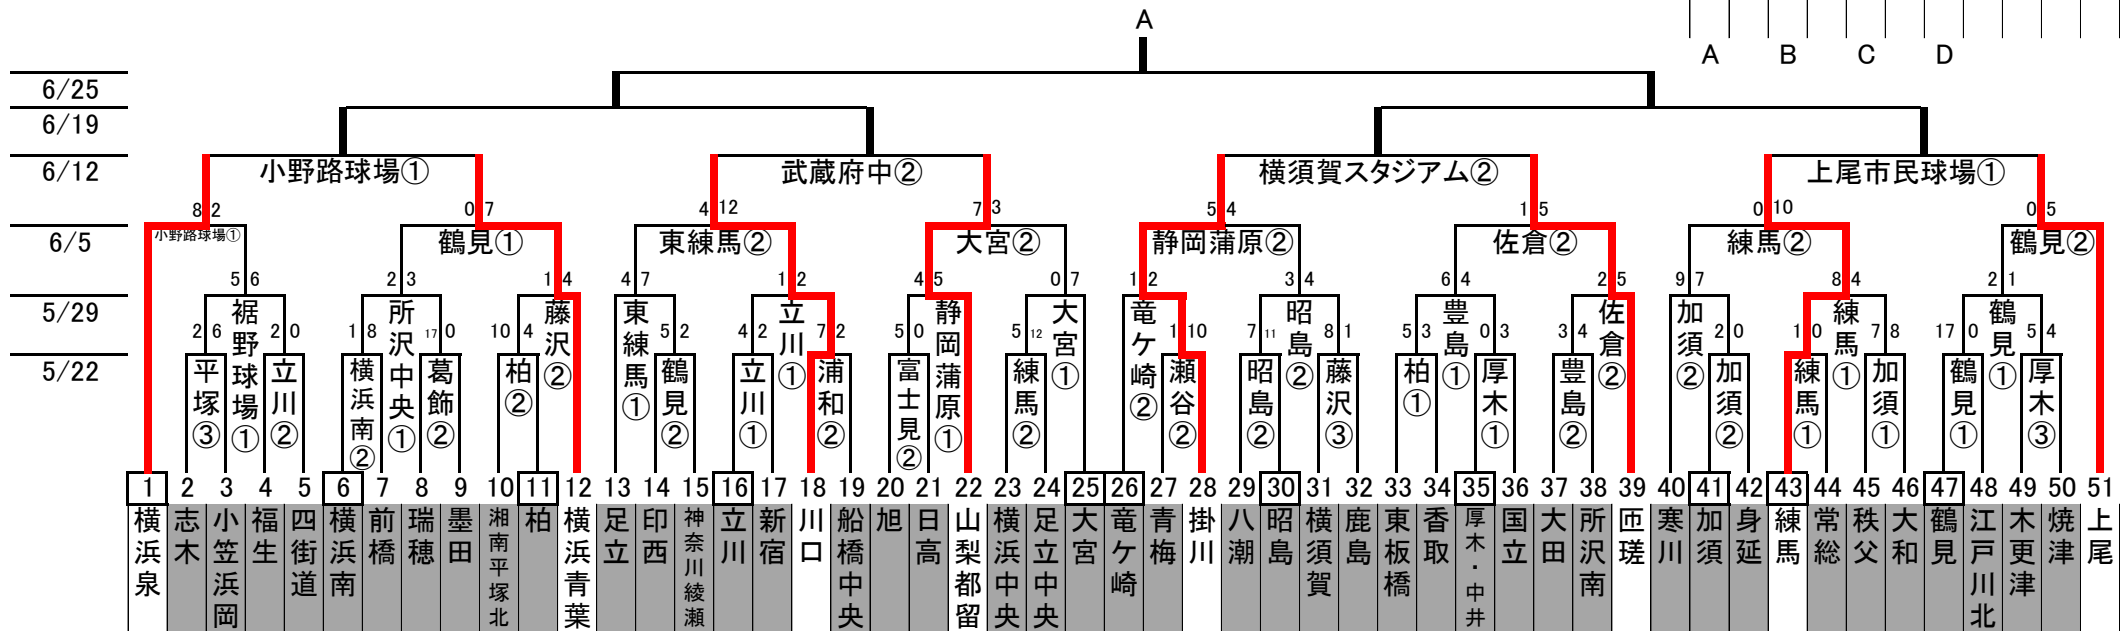 A
A B C D
6/25
6/19
6/12
小野路球場① 武蔵府中② 横須賀スタジアム② 上尾市民球場①
8 2 0 7 4 12 7 3 5 4 1 5 0 10 0 5
6/5
小野路球場① 鶴見① 東練馬② 大宮② 静岡蒲原② 佐倉② 練馬② 鶴見②
5 6 2 3 1 4 4 7 1 2 4 5 0 7 1 2 3 4 6 4 2 5 9 7 8 4 2 1
5/29
裾野球場① 所沢中央① 藤沢② 東練馬① 立川① 静岡蒲原① 大宮① 竜ケ崎② 昭島② 豊島① 佐倉② 加須② 練馬① 鶴見①
2 6 2 0 1 8 17 0 10 4 5 2 4 2 7 2 5 0 5 12 1 10 7 11 8 1 5 3 0 3 3 4 2 0 1 0 7 8 17 0 5 4
5/22
平塚③ 立川② 横浜南② 葛飾② 柏② 鶴見② 立川① 浦和② 富士見② 練馬② 瀬谷② 昭島② 藤沢③ 柏① 厚木① 豊島② 加須② 練馬① 加須① 鶴見① 厚木③
1 2 3 4 5 6 7 8 9 10 11 12 13 14 15 16 17 18 19 20 21 22 23 24 25 26 27 28 29 30 31 32 33 34 35 36 37 38 39 40 41 42 43 44 45 46 47 48 49 50 51
横浜泉 志木 小笠浜岡 福生 四街道 横浜南 前橋 瑞穂 墨田 湘南平塚北 柏 横浜青葉 足立 印西 神奈川綾瀬 立川 新宿 川口 船橋中央 旭 日高 山梨都留 横浜中央 足立中央 大宮 竜ケ崎 青梅 掛川 八潮 昭島 横須賀 鹿島 東板橋 香取 厚木・中井 国立 大田 所沢南 匝瑳 寒川 加須 身延 練馬 常総 秩父 大和 鶴見 江戸川北 木更津 焼津 上尾